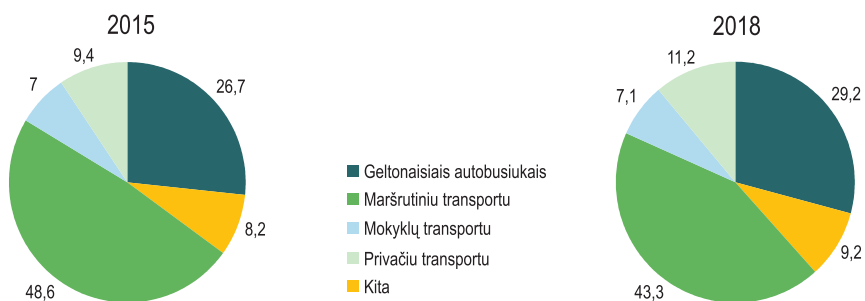 2015
9,4
7
26,7
8,2
48,6
Geltonaisiais autobusiukais
Maršrutiniu transportu
Mokyklų transportu
Privačiu transportu
Kita
2018
11,2
7,1
29,2
9,2
43,3